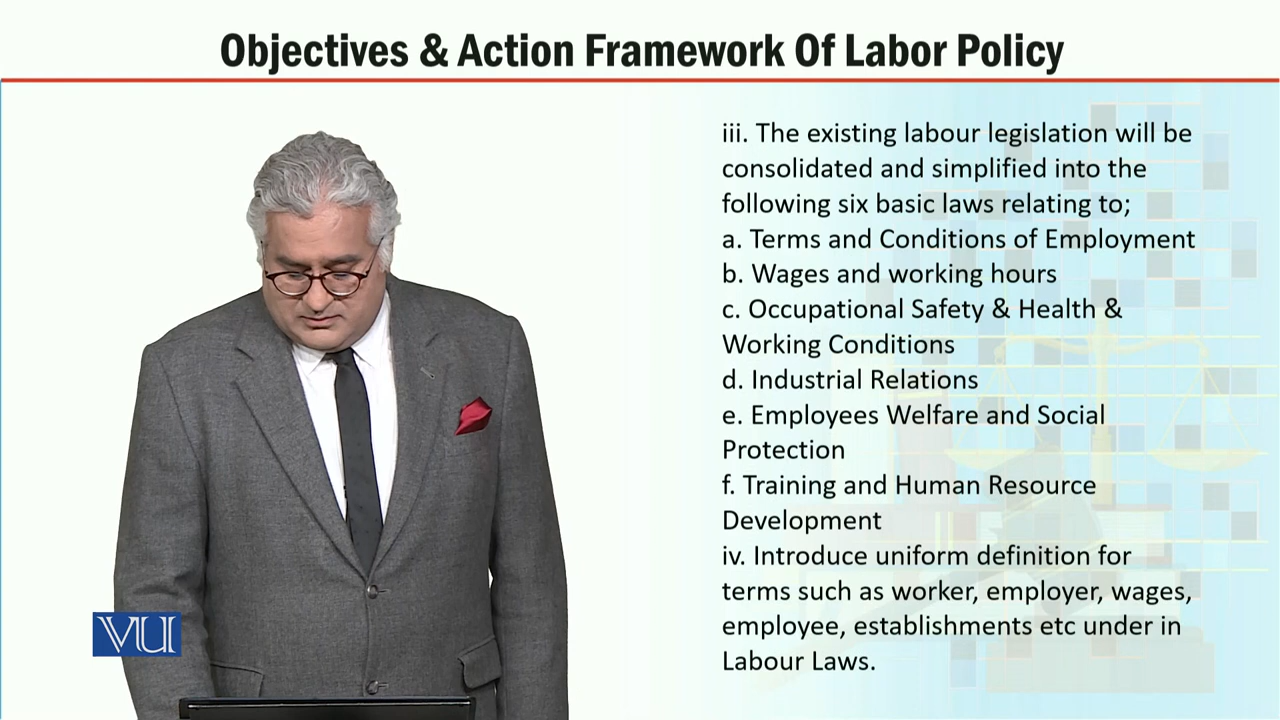 Objectives & Action Framework Of Labor Policy
iii. The existing labour legislation will be
consolidated and simplified into the
following six basic laws relating to;
a. Terms and Conditions of Employment
b. Wages and working hours
c. Occupational Safety & Health &
Working Conditions
d. Industrial Relations
e. Employees Welfare and Social
Protection
f. Training and Human Resource
Development
iv. Introduce uniform definition for
terms such as worker, employer, wages,
employee, establishments etc under in
Labour Laws.
VU